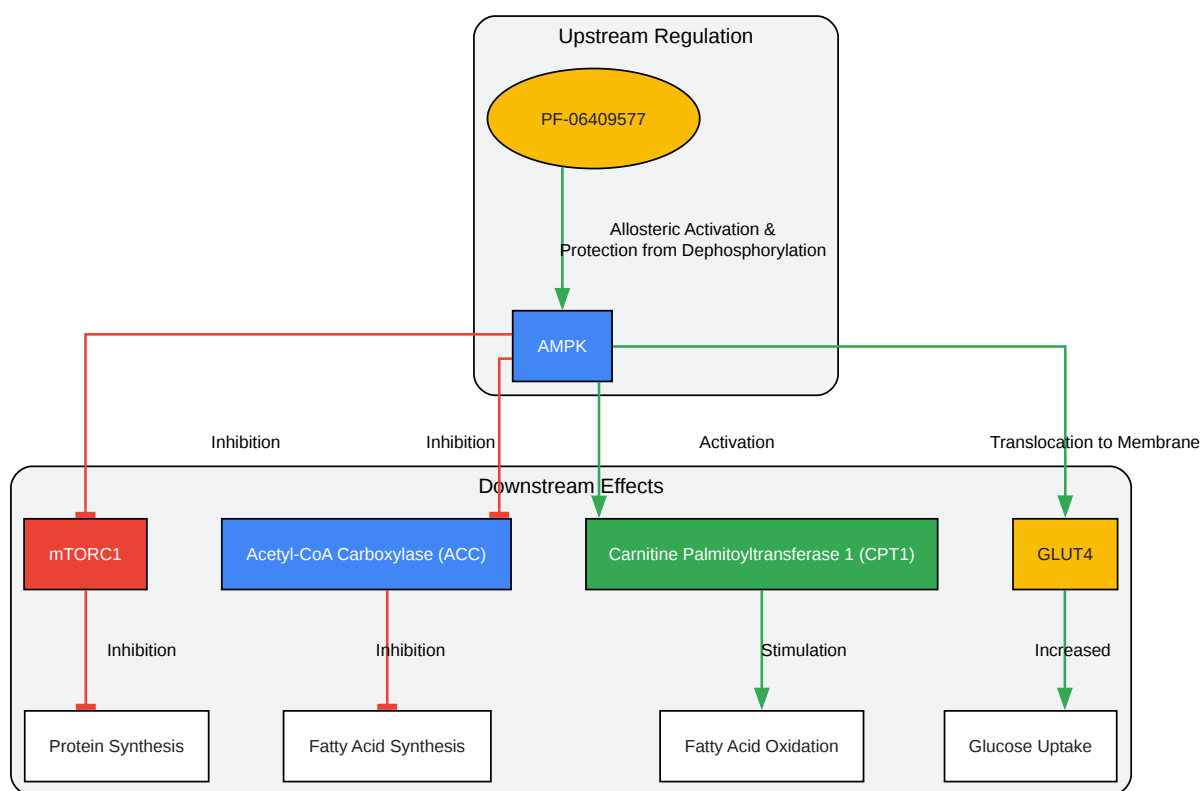 Upstream Regulation
PF-06409577
Allosteric Activation &
Protection from Dephosphorylation
AMPK
Inhibition
Inhibition
Activation
Translocation to Membrane
Downstream Effects
mTORC1
Acetyl-CoA Carboxylase (ACC)
Carnitine Palmitoyltransferase 1 (CPT1)
GLUT4
Inhibition
Inhibition
Stimulation
Increased
Protein Synthesis
Fatty Acid Synthesis
Fatty Acid Oxidation
Glucose Uptake